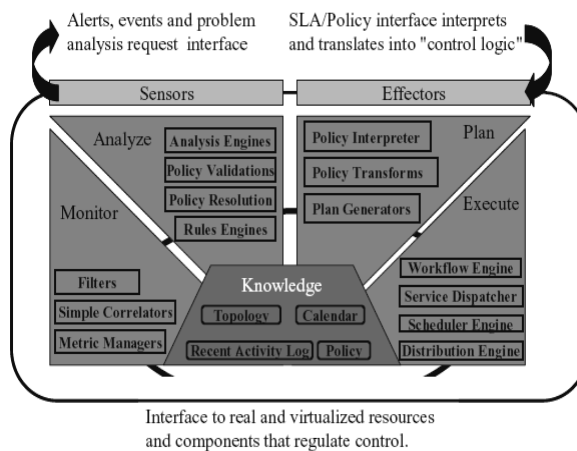 Alerts, events and problem
analysis request interface
SLA/Policy interface interprets
and translates into "control logic"
Sensors
Effectors
Analyze
Analysis Engines
Policy Validations
Policy Resolution
Rules Engines
Plan
Policy Interpreter
Policy Transforms
Plan Generators
Monitor
Filters
Simple Correlators
Metric Managers
Execute
Workflow Engine
Service Dispatcher
Scheduler Engine
Distribution Engine
Knowledge
Topology
Calendar
Recent Activity Log
Policy
Interface to real and virtualized resources
and components that regulate control.